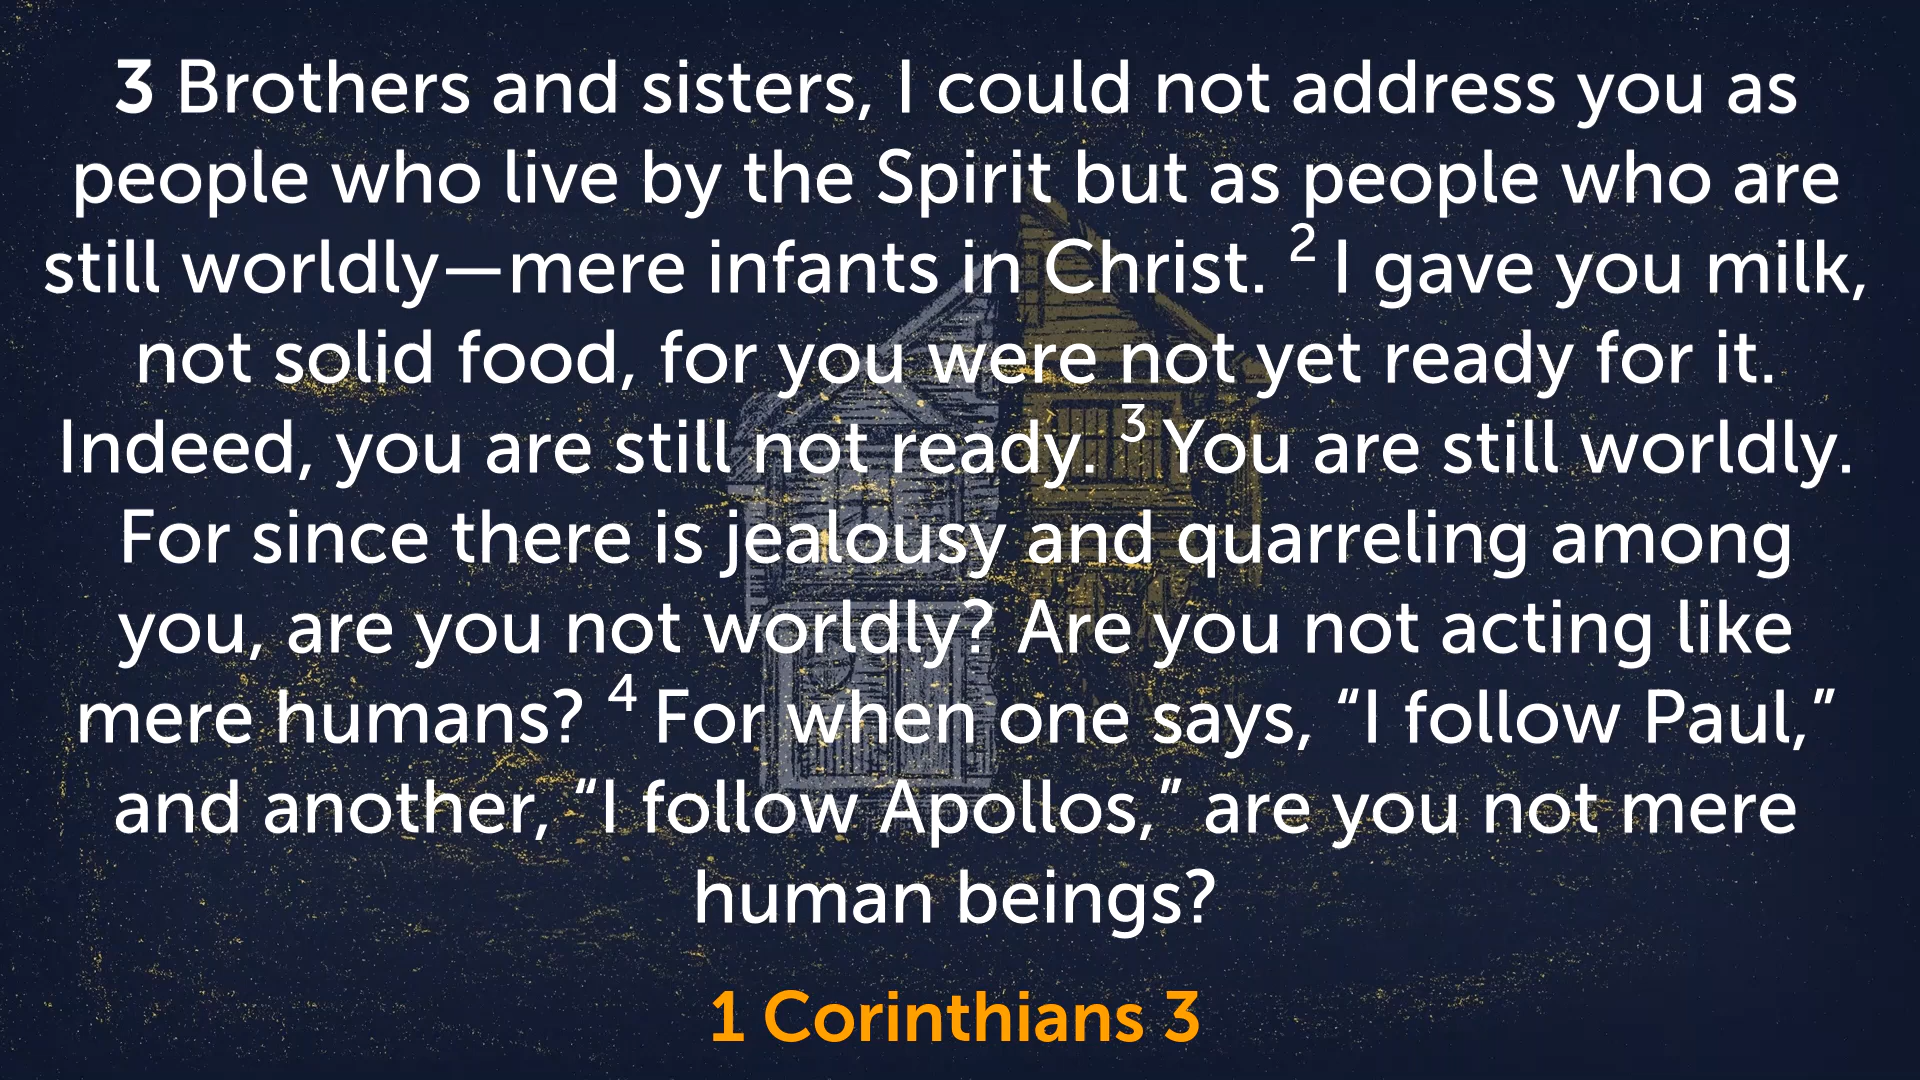 3 Brothers and sisters, I could not address you as
people who live by the Spirit but as people who are
still worldly—mere infants in Christ. 2 I gave you milk,
not solid food, for you were not yet ready for it.
Indeed, you are still not ready. 3 You are still worldly.
For since there is jealousy and quarreling among
you, are you not worldly? Are you not acting like
mere humans? 4 For when one says, “I follow Paul,”
and another, “I follow Apollos,” are you not mere
human beings?
1 Corinthians 3